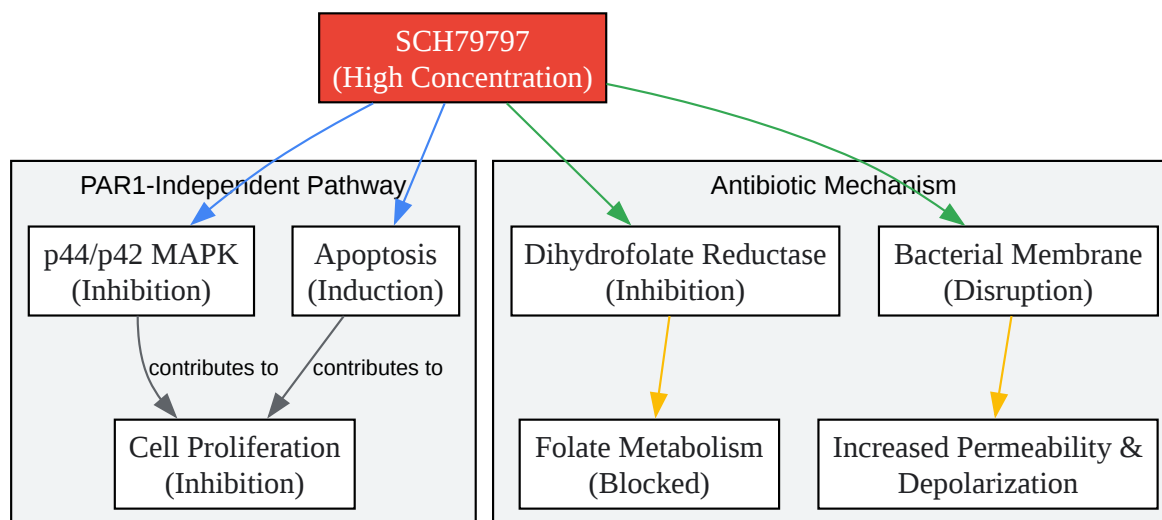 SCH79797
(High Concentration)
PAR1-Independent Pathway
p44/p42 MAPK
(Inhibition)
Apoptosis
(Induction)
contributes to
contributes to
Cell Proliferation
(Inhibition)
Antibiotic Mechanism
Dihydrofolate Reductase
(Inhibition)
Bacterial Membrane
(Disruption)
Folate Metabolism
(Blocked)
Increased Permeability &
Depolarization